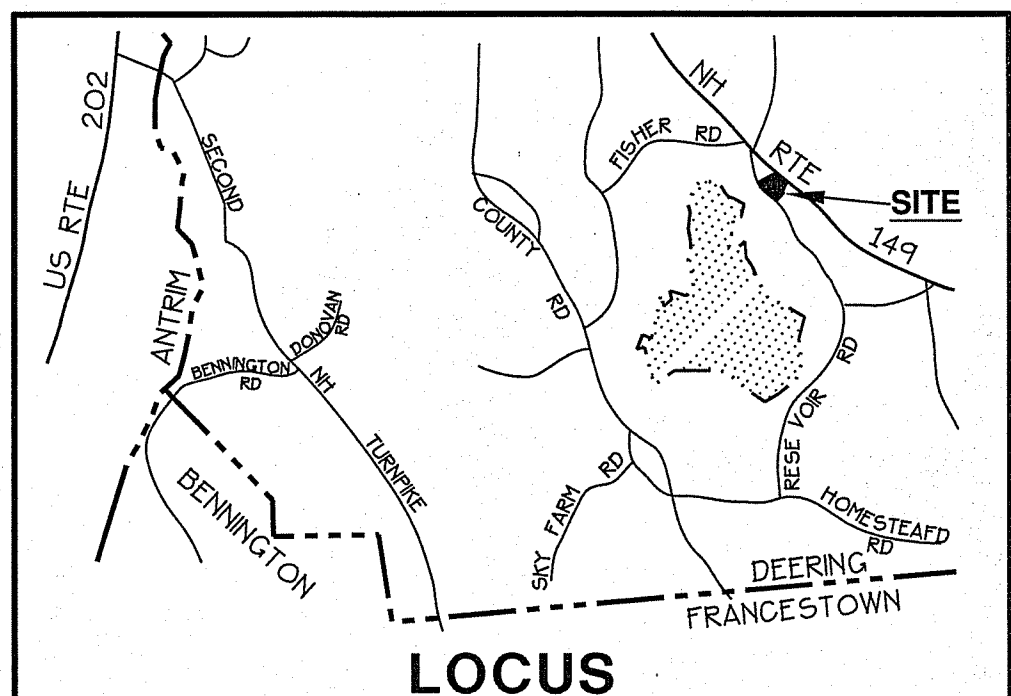 US RTE 202
SECOND
NH
TURNPIKE
ANTRIM
BENNINGTON
RD
DONOVAN
RD
BENNINGTON
COUNTY
RD
FISHER RD
NH
RTE
149
SITE
RESE VOIR
RD
SKY FARM RD
HOMESTEAFD
RD
DEERING
FRANCESTOWN
LOCUS